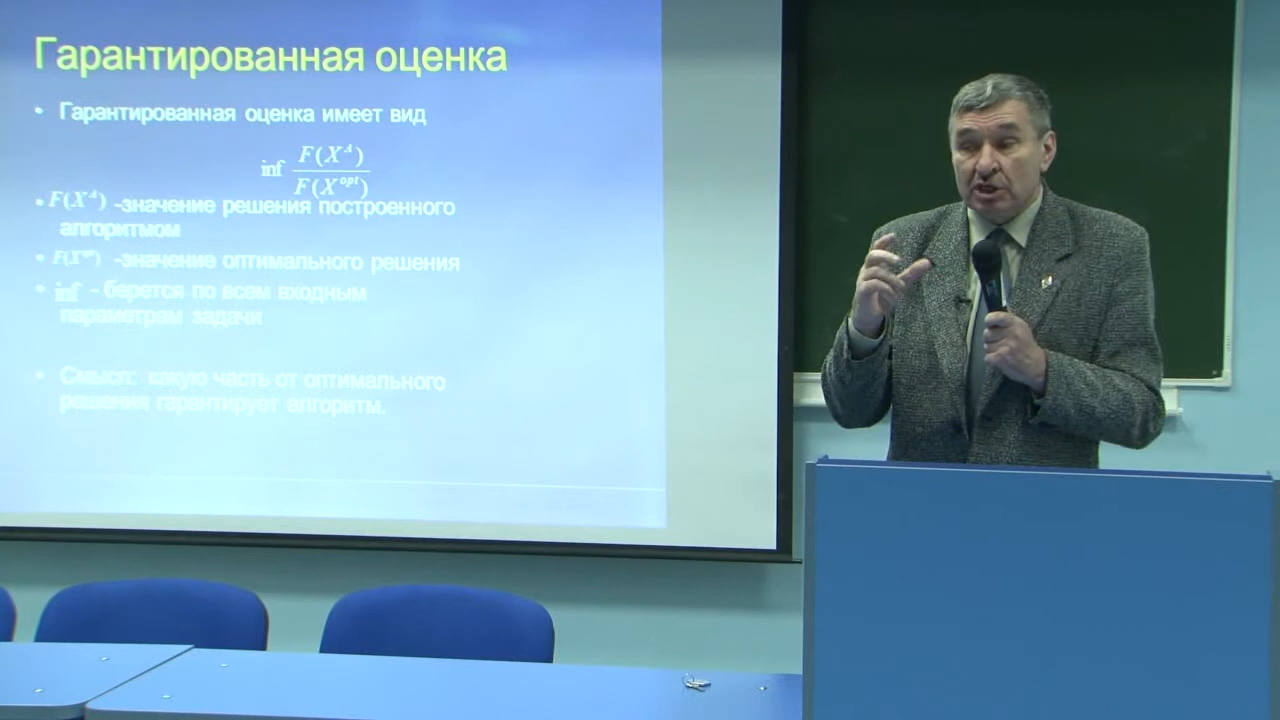 Гарантированная оценка
• Гарантированная оценка имеет вид
inf F(X^A) / F(X^opt)
• F(X^A) -значение решения построенного
алгоритмом
• F(X^opt) -значение оптимального решения
• inf - берется по всем входным
параметрам задачи
• Смысл: какую часть от оптимального
решения гарантирует алгоритм.